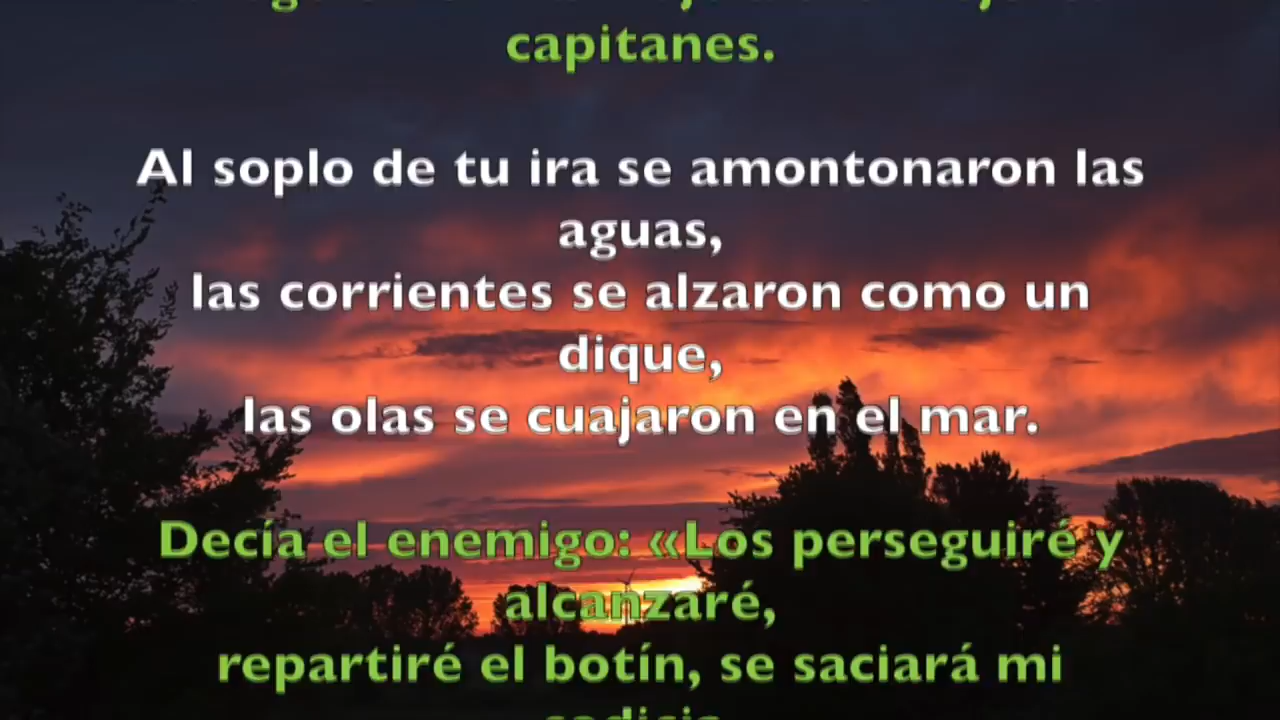 capitanes.
Al soplo de tu ira se amontonaron las
aguas,
las corrientes se alzaron como un
dique,
las olas se cuajaron en el mar.
Decía el enemigo: «Los perseguiré y
alcanzaré,
repartiré el botín, se saciará mi